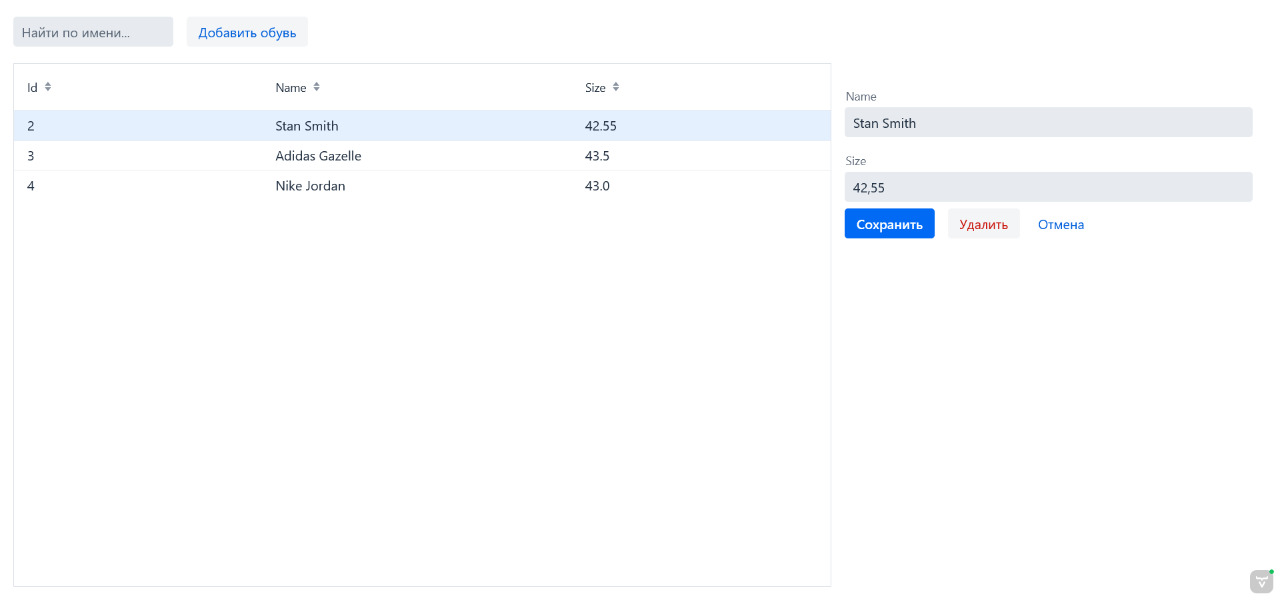 Найти по имени... Добавить обувь
Id Name Size
2 Stan Smith 42.55
3 Adidas Gazelle 43.5
4 Nike Jordan 43.0
Name
Stan Smith
Size
42,55
Сохранить Удалить Отмена